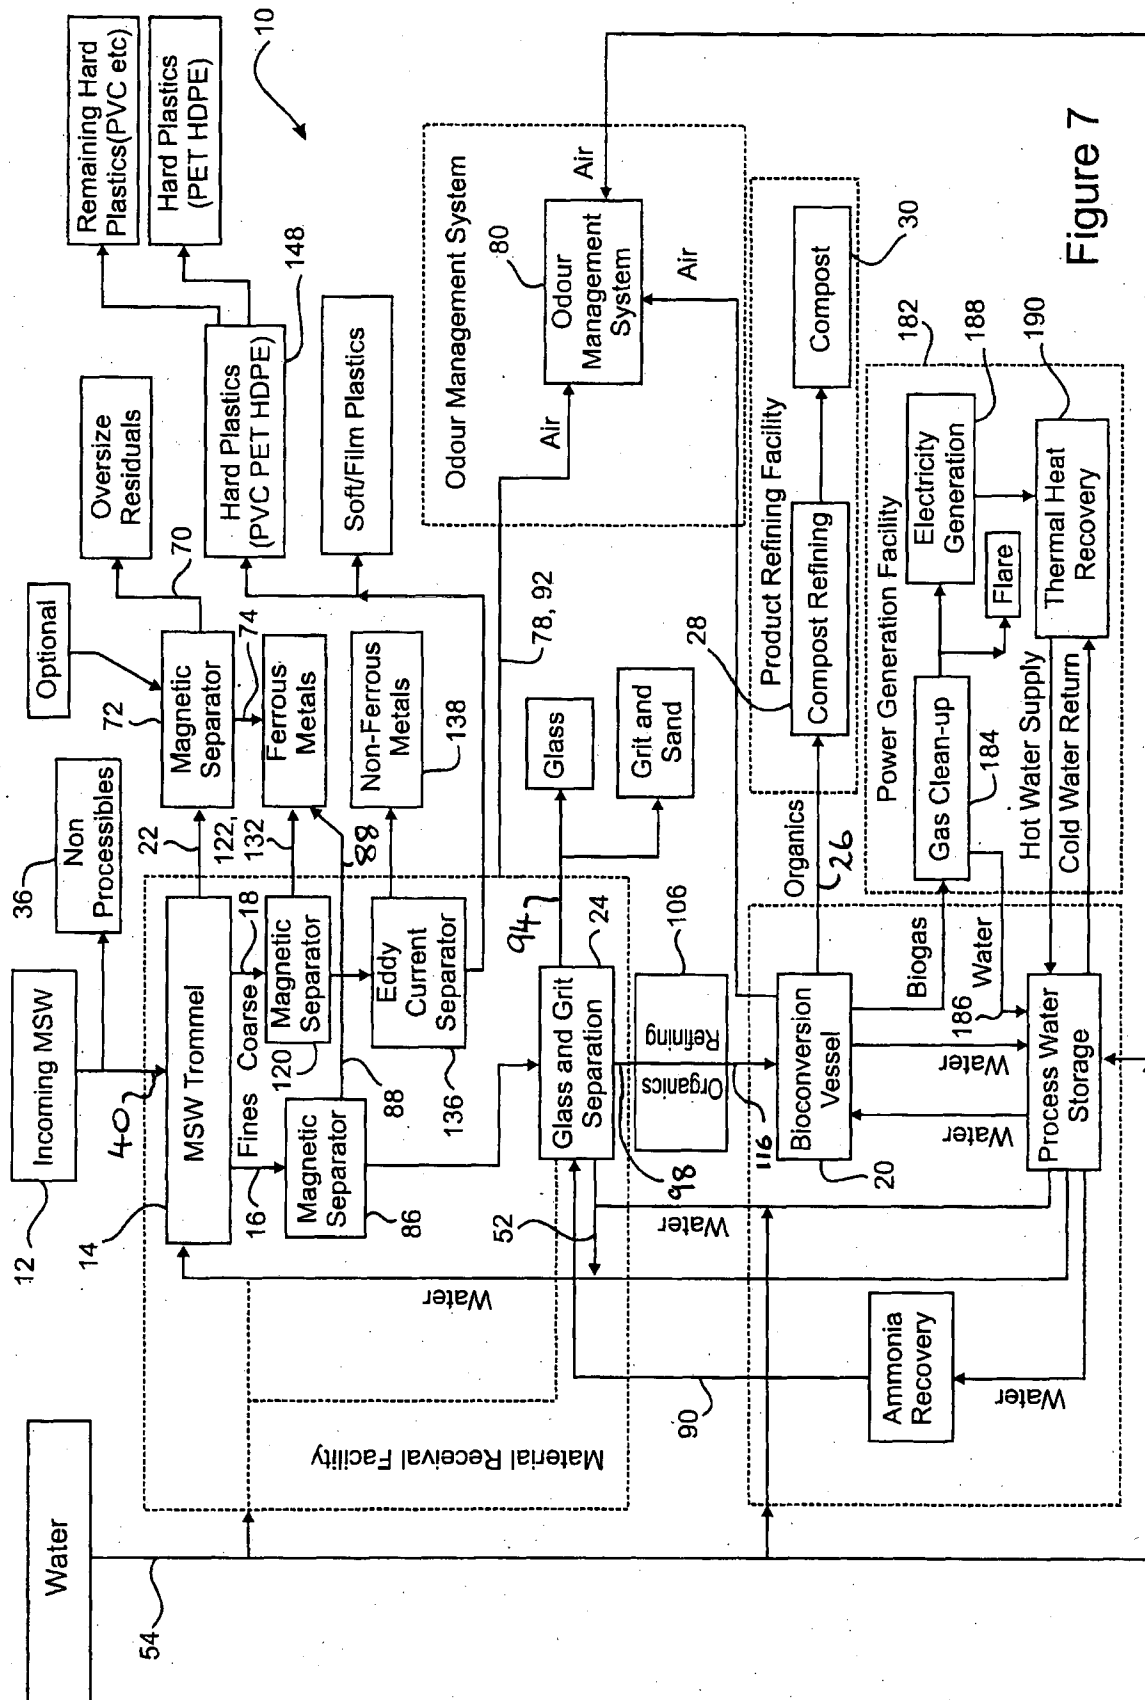 Water
54
Incoming MSW
12
40
36
Non
Processibles
Optional
72
Magnetic
Separator
70
Oversize
Residuals
Remaining Hard
Plastics(PVC etc)
Hard Plastics
(PET HDPE)
10
14
MSW Trommel
22
122,
132
74
Ferrous
Metals
Hard Plastics
(PVC PET HDPE)
148
Soft/Film Plastics
Fines
Coarse
16
18
Magnetic
Separator
120
88
Non-Ferrous
Metals
138
Magnetic
Separator
86
88
Eddy
Current
Separator
136
78, 92
Material Receival Facility
Water
52
Water
Glass and Grit
Separation
24
94
Glass
Grit and
Sand
98
Organics
Refining
106
116
Odour Management System
Air
80
Odour
Management
System
Air
Air
90
Ammonia
Recovery
Water
Bioconversion
Vessel
20
Organics
26
28
Product Refining Facility
Compost Refining
Compost
30
Water
Water
Biogas
Water
186
Process Water
Storage
Power Generation Facility
182
Gas Clean-up
184
Electricity
Generation
188
Flare
Hot Water Supply
Cold Water Return
Thermal Heat
Recovery
190
Figure 7